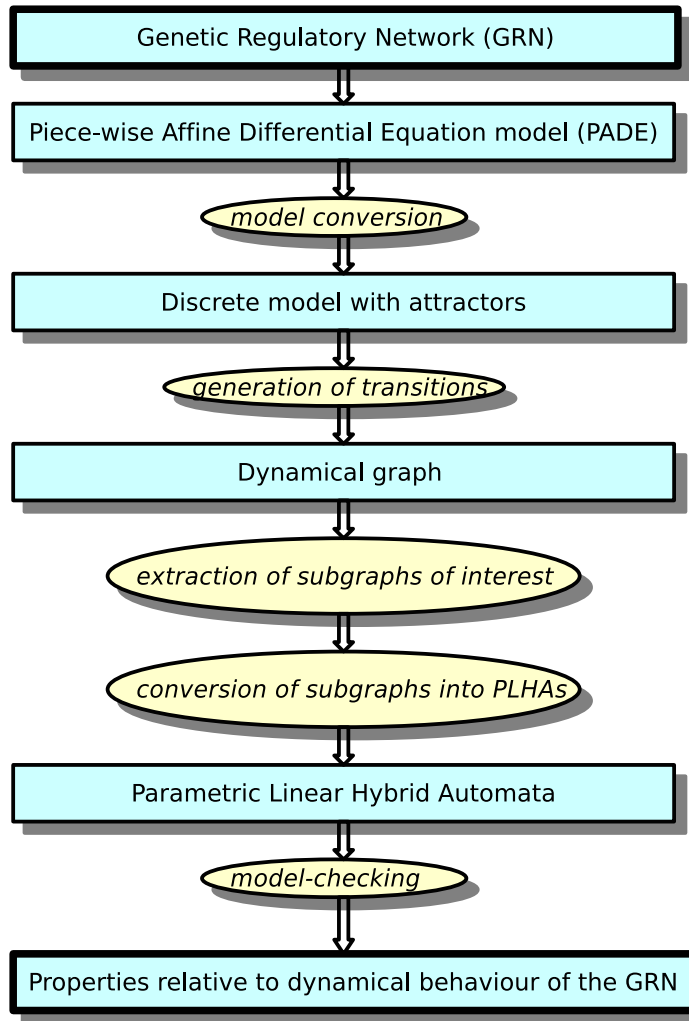 Genetic Regulatory Network (GRN)
Piece-wise Affine Differential Equation model (PADE)
model conversion
Discrete model with attractors
generation of transitions
Dynamical graph
extraction of subgraphs of interest
conversion of subgraphs into PLHAs
Parametric Linear Hybrid Automata
model-checking
Properties relative to dynamical behaviour of the GRN